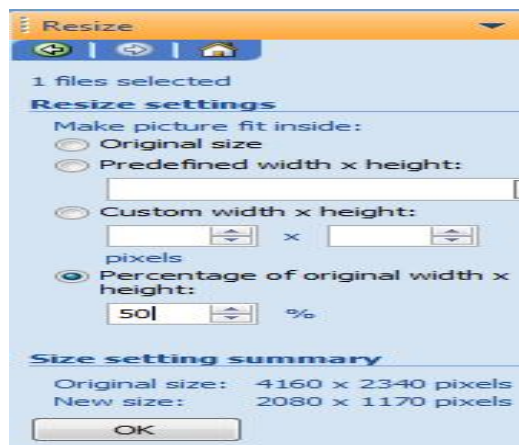 Resize
1 files selected
Resize settings
Make picture fit inside:
Original size
Predefined width x height:
Custom width x height:
x
pixels
Percentage of original width x
height:
50 %
Size setting summary
Original size: 4160 x 2340 pixels
New size: 2080 x 1170 pixels
OK